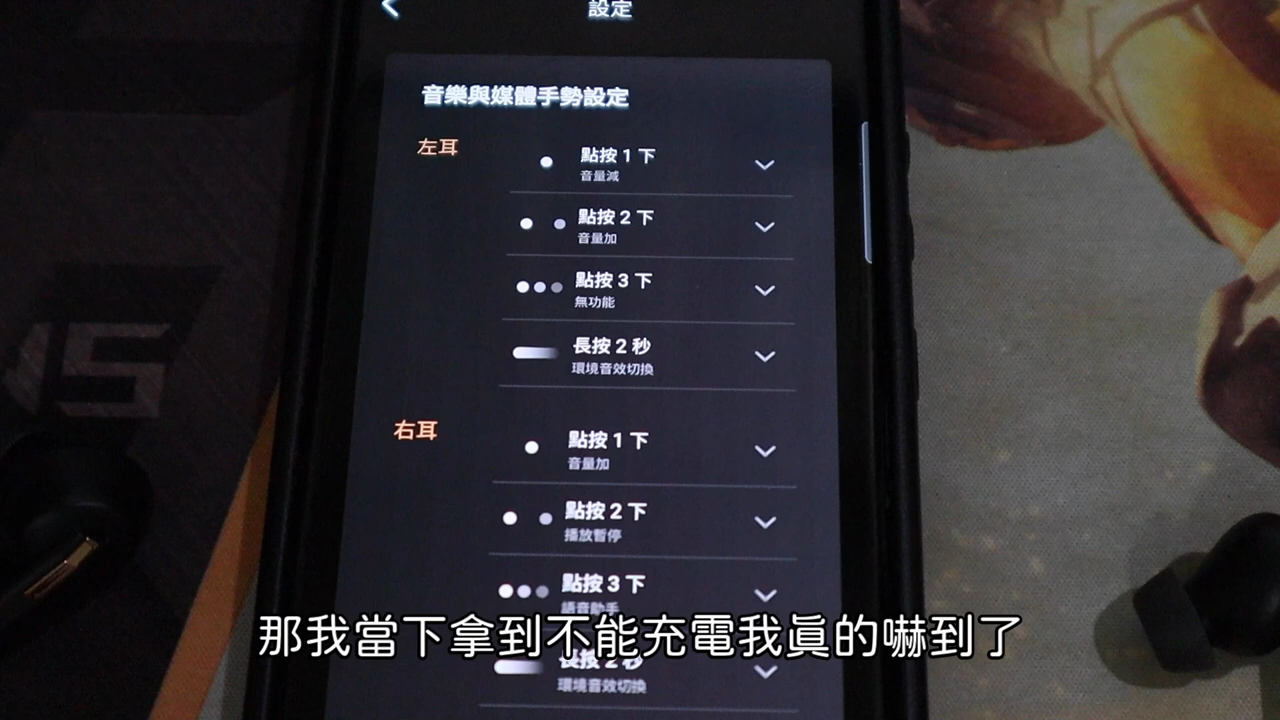 設定
音樂與媒體手勢設定
左耳
點按 1 下
音量減
點按 2 下
音量加
點按 3 下
無功能
長按 2 秒
環境音效切換
右耳
點按 1 下
音量加
點按 2 下
播放暫停
點按 3 下
語音助手
那我當下拿到不能充電我真的嚇到了
長按 2 秒
環境音效切換